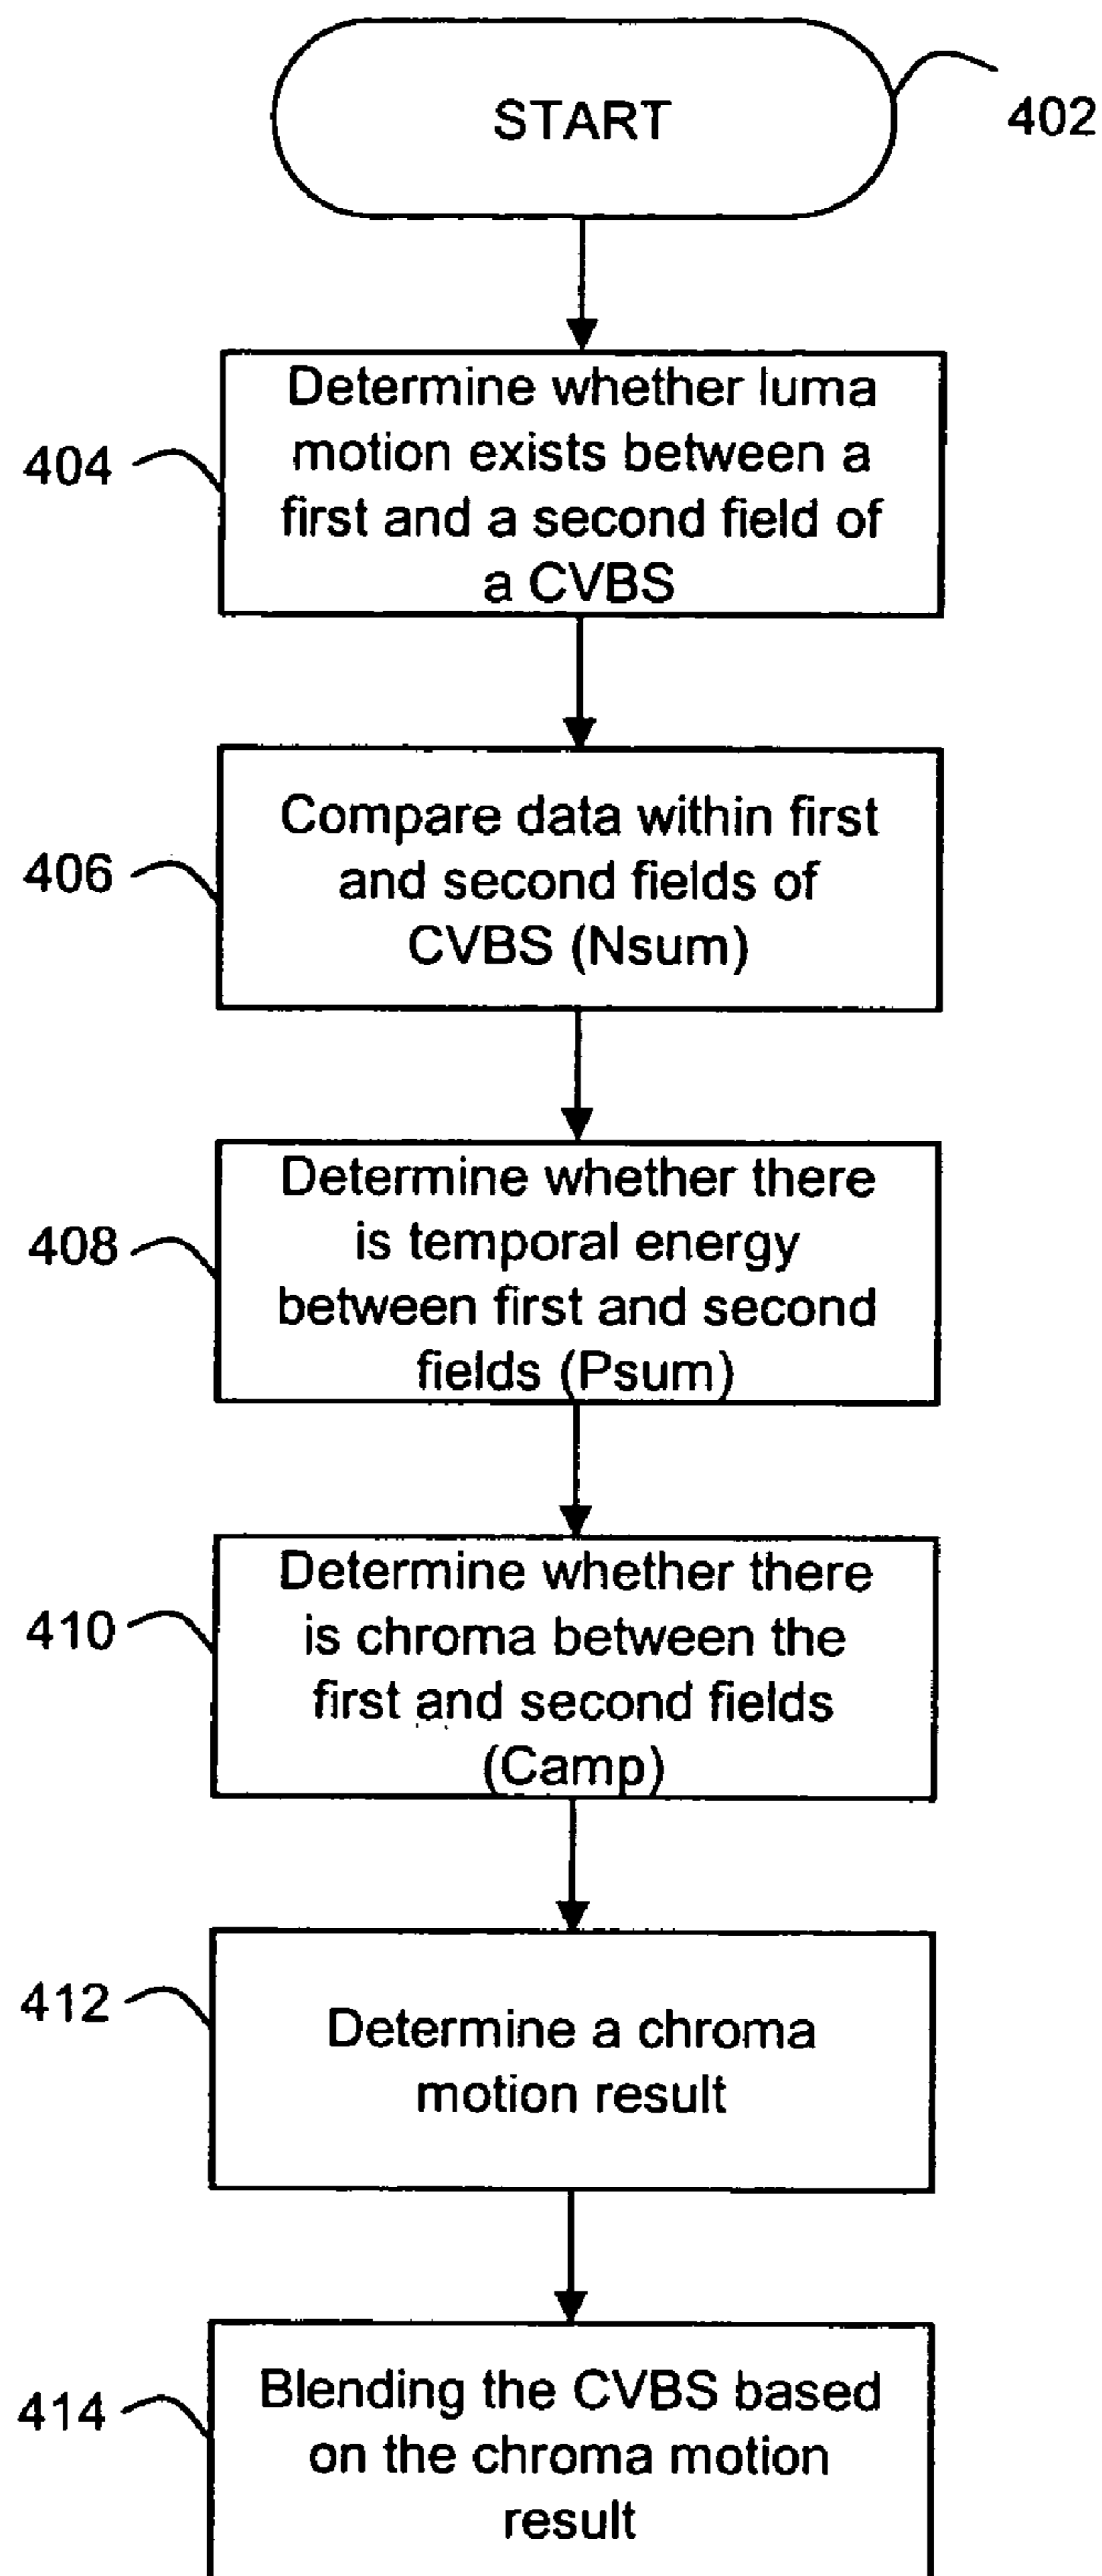 START
402
404
Determine whether luma
motion exists between a
first and a second field of
a CVBS
406
Compare data within first
and second fields of
CVBS (Nsum)
408
Determine whether there
is temporal energy
between first and second
fields (Psum)
410
Determine whether there
is chroma between the
first and second fields
(Camp)
412
Determine a chroma
motion result
414
Blending the CVBS based
on the chroma motion
result